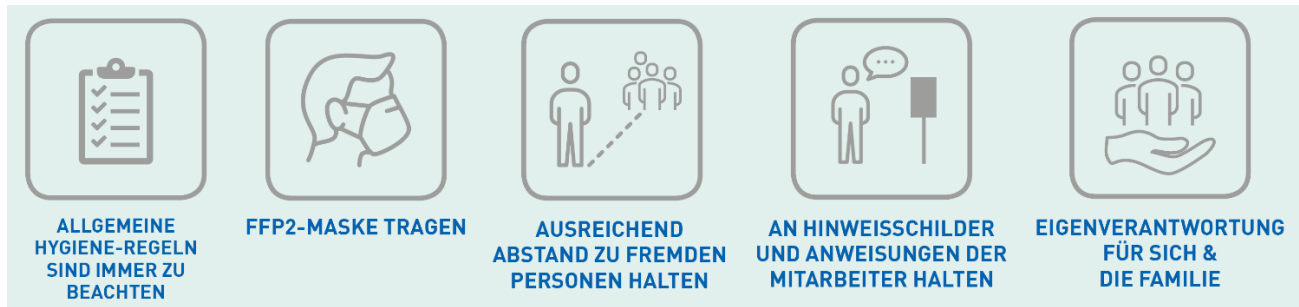 ALLGEMEINE
HYGIENE-REGELN
SIND IMMER ZU
BEACHTEN
FFP2-MASKE TRAGEN
AUSREICHEND
ABSTAND ZU FREMDEN
PERSONEN HALTEN
AN HINWEISSCHILDER
UND ANWEISUNGEN DER
MITARBEITER HALTEN
EIGENVERANTWORTUNG
FÜR SICH &
DIE FAMILIE